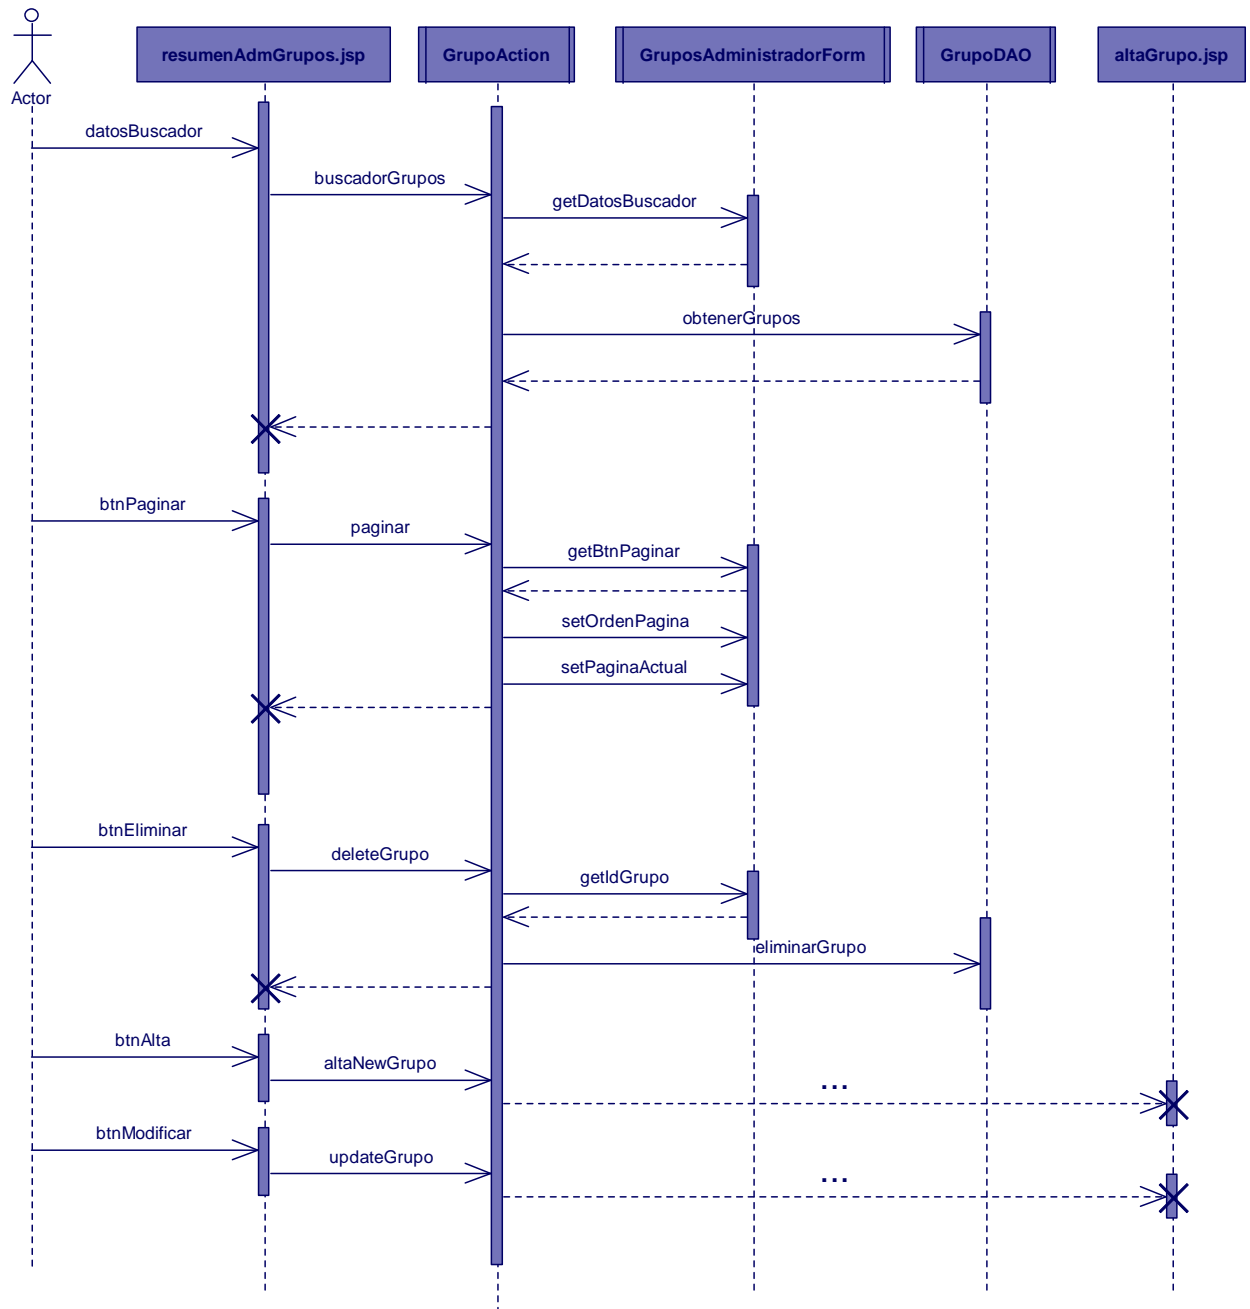 resumenAdmGrupos.jsp
GrupoAction
GruposAdministradorForm
GrupoDAO
altaGrupo.jsp
Actor
datosBuscador
buscadorGrupos
getDatosBuscador
obtenerGrupos
btnPaginar
paginar
getBtnPaginar
setOrdenPagina
setPaginaActual
btnEliminar
deleteGrupo
getIdGrupo
eliminarGrupo
btnAlta
altaNewGrupo
...
btnModificar
updateGrupo
...